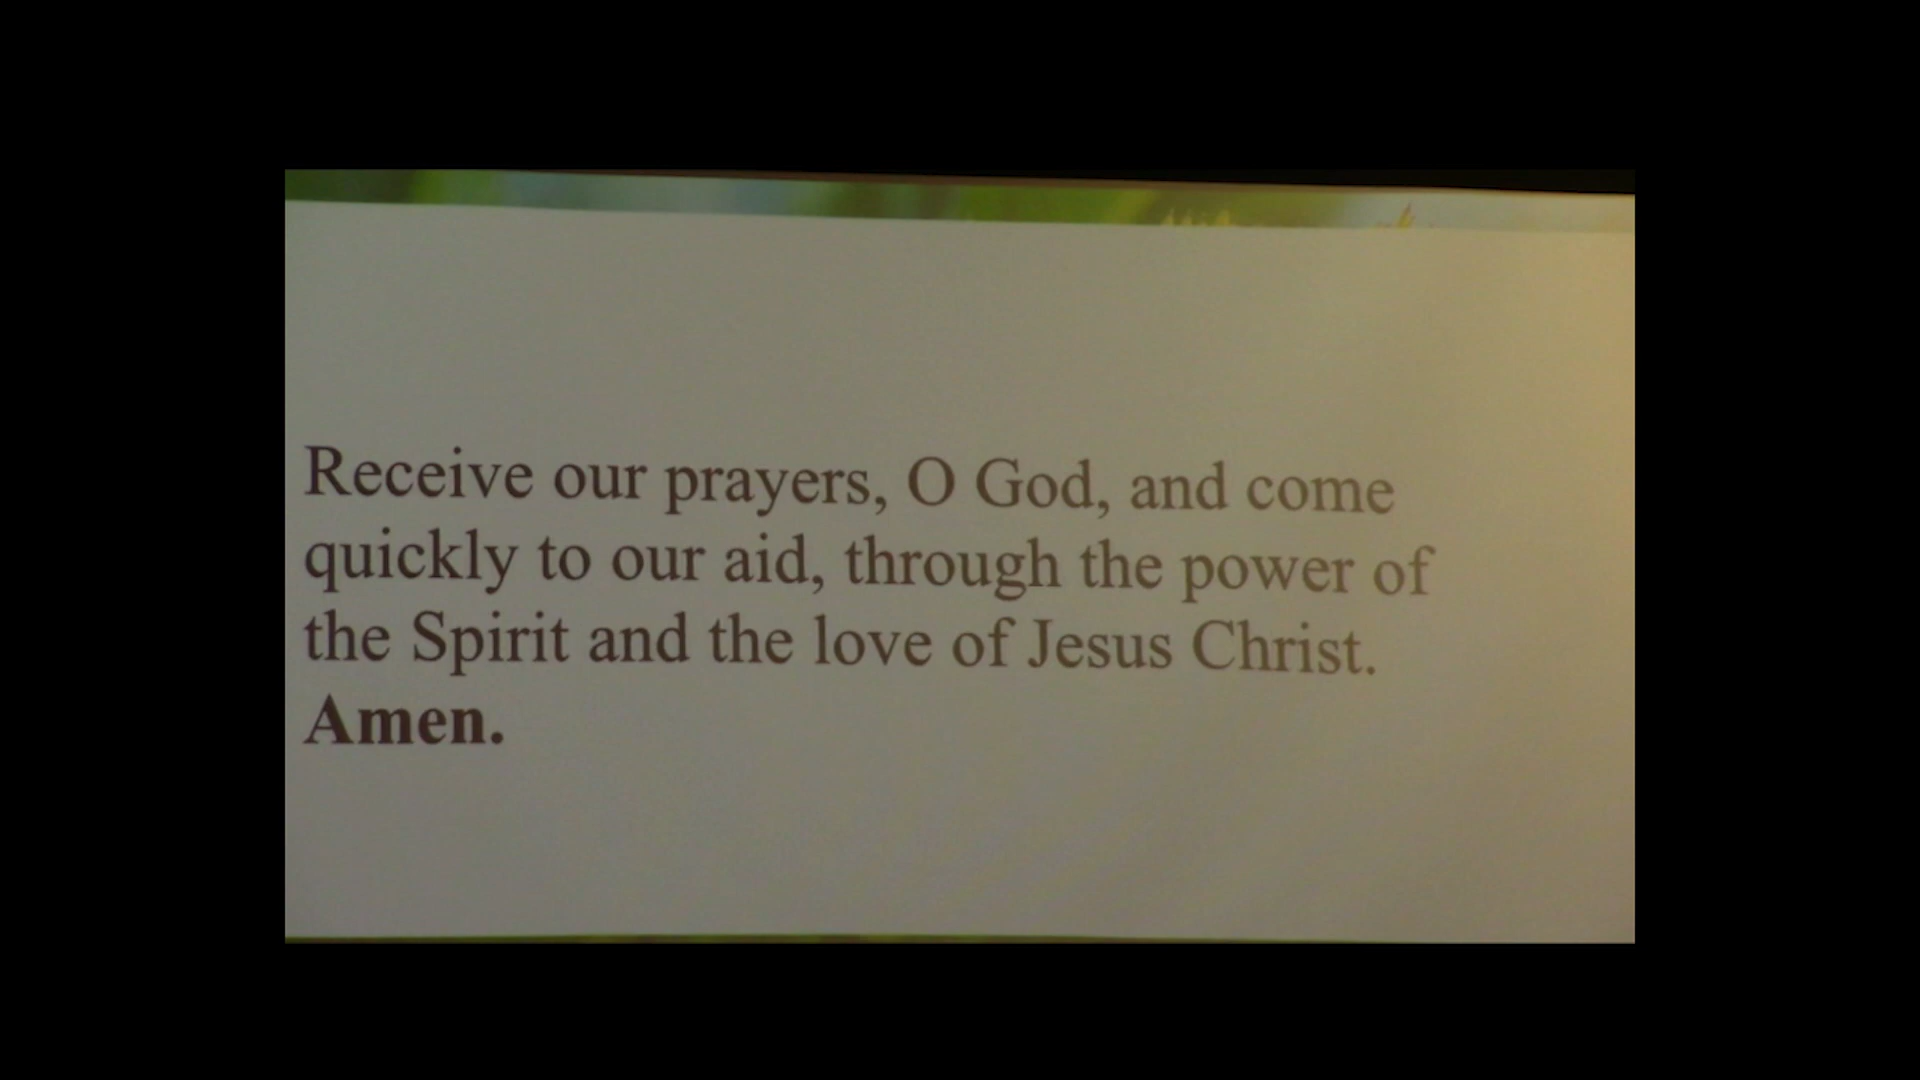 Receive our prayers, O God, and come
quickly to our aid, through the power of
the Spirit and the love of Jesus Christ.
Amen.